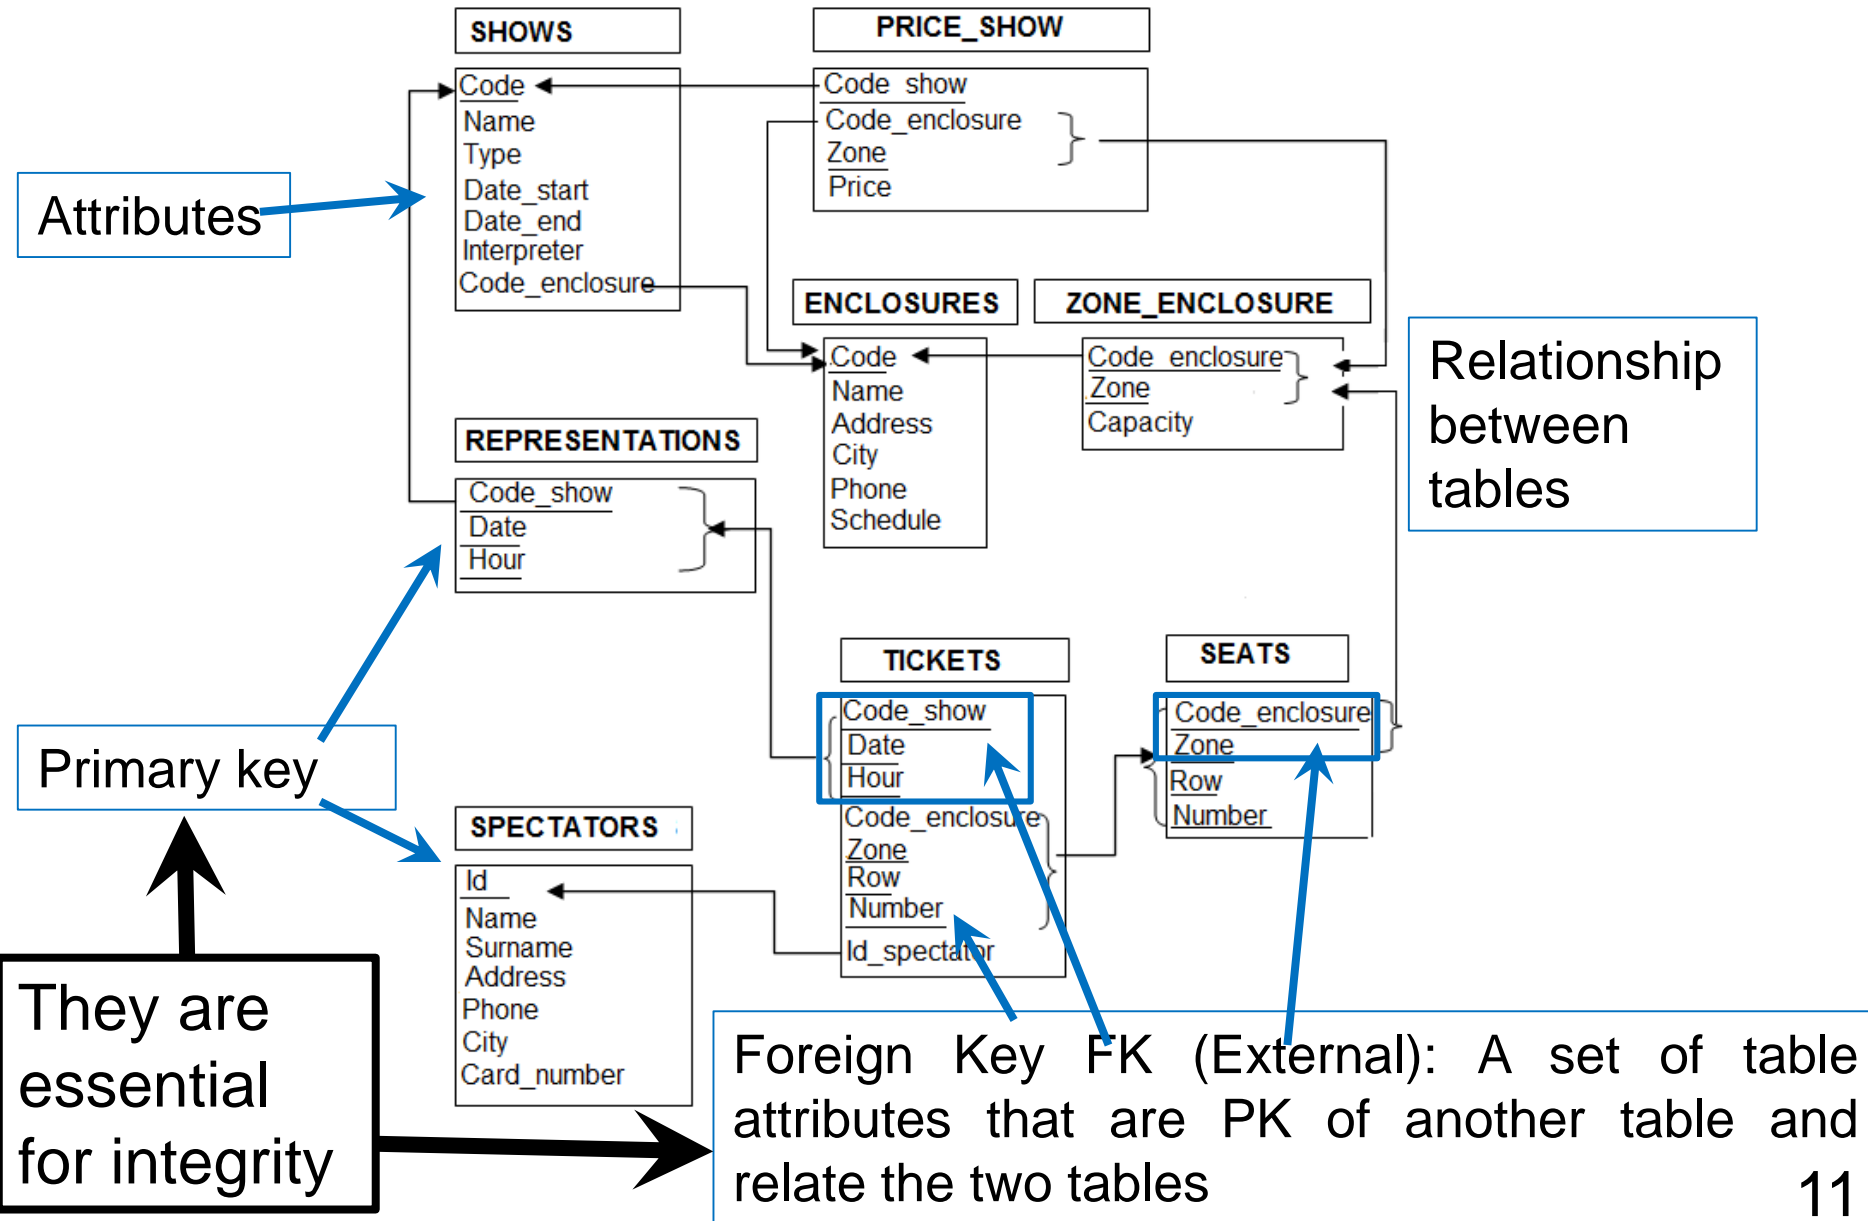 SHOWS
Code
Name
Type
Date_start
Date_end
Interpreter
Code_enclosure
PRICE_SHOW
Code show
Code_enclosure
Zone
Price
Attributes
ENCLOSURES
Code
Name
Address
City
Phone
Schedule
ZONE_ENCLOSURE
Code enclosure
Zone
Capacity
Relationship
between
tables
REPRESENTATIONS
Code_show
Date
Hour
TICKETS
Code_show
Date
Hour
Code_enclosure
Zone
Row
Number
Id_spectator
SEATS
Code_enclosure
Zone
Row
Number
Primary key
SPECTATORS
Id
Name
Surname
Address
Phone
City
Card_number
They are
essential
for integrity
Foreign Key FK (External): A set of table
attributes that are PK of another table and
relate the two tables
11